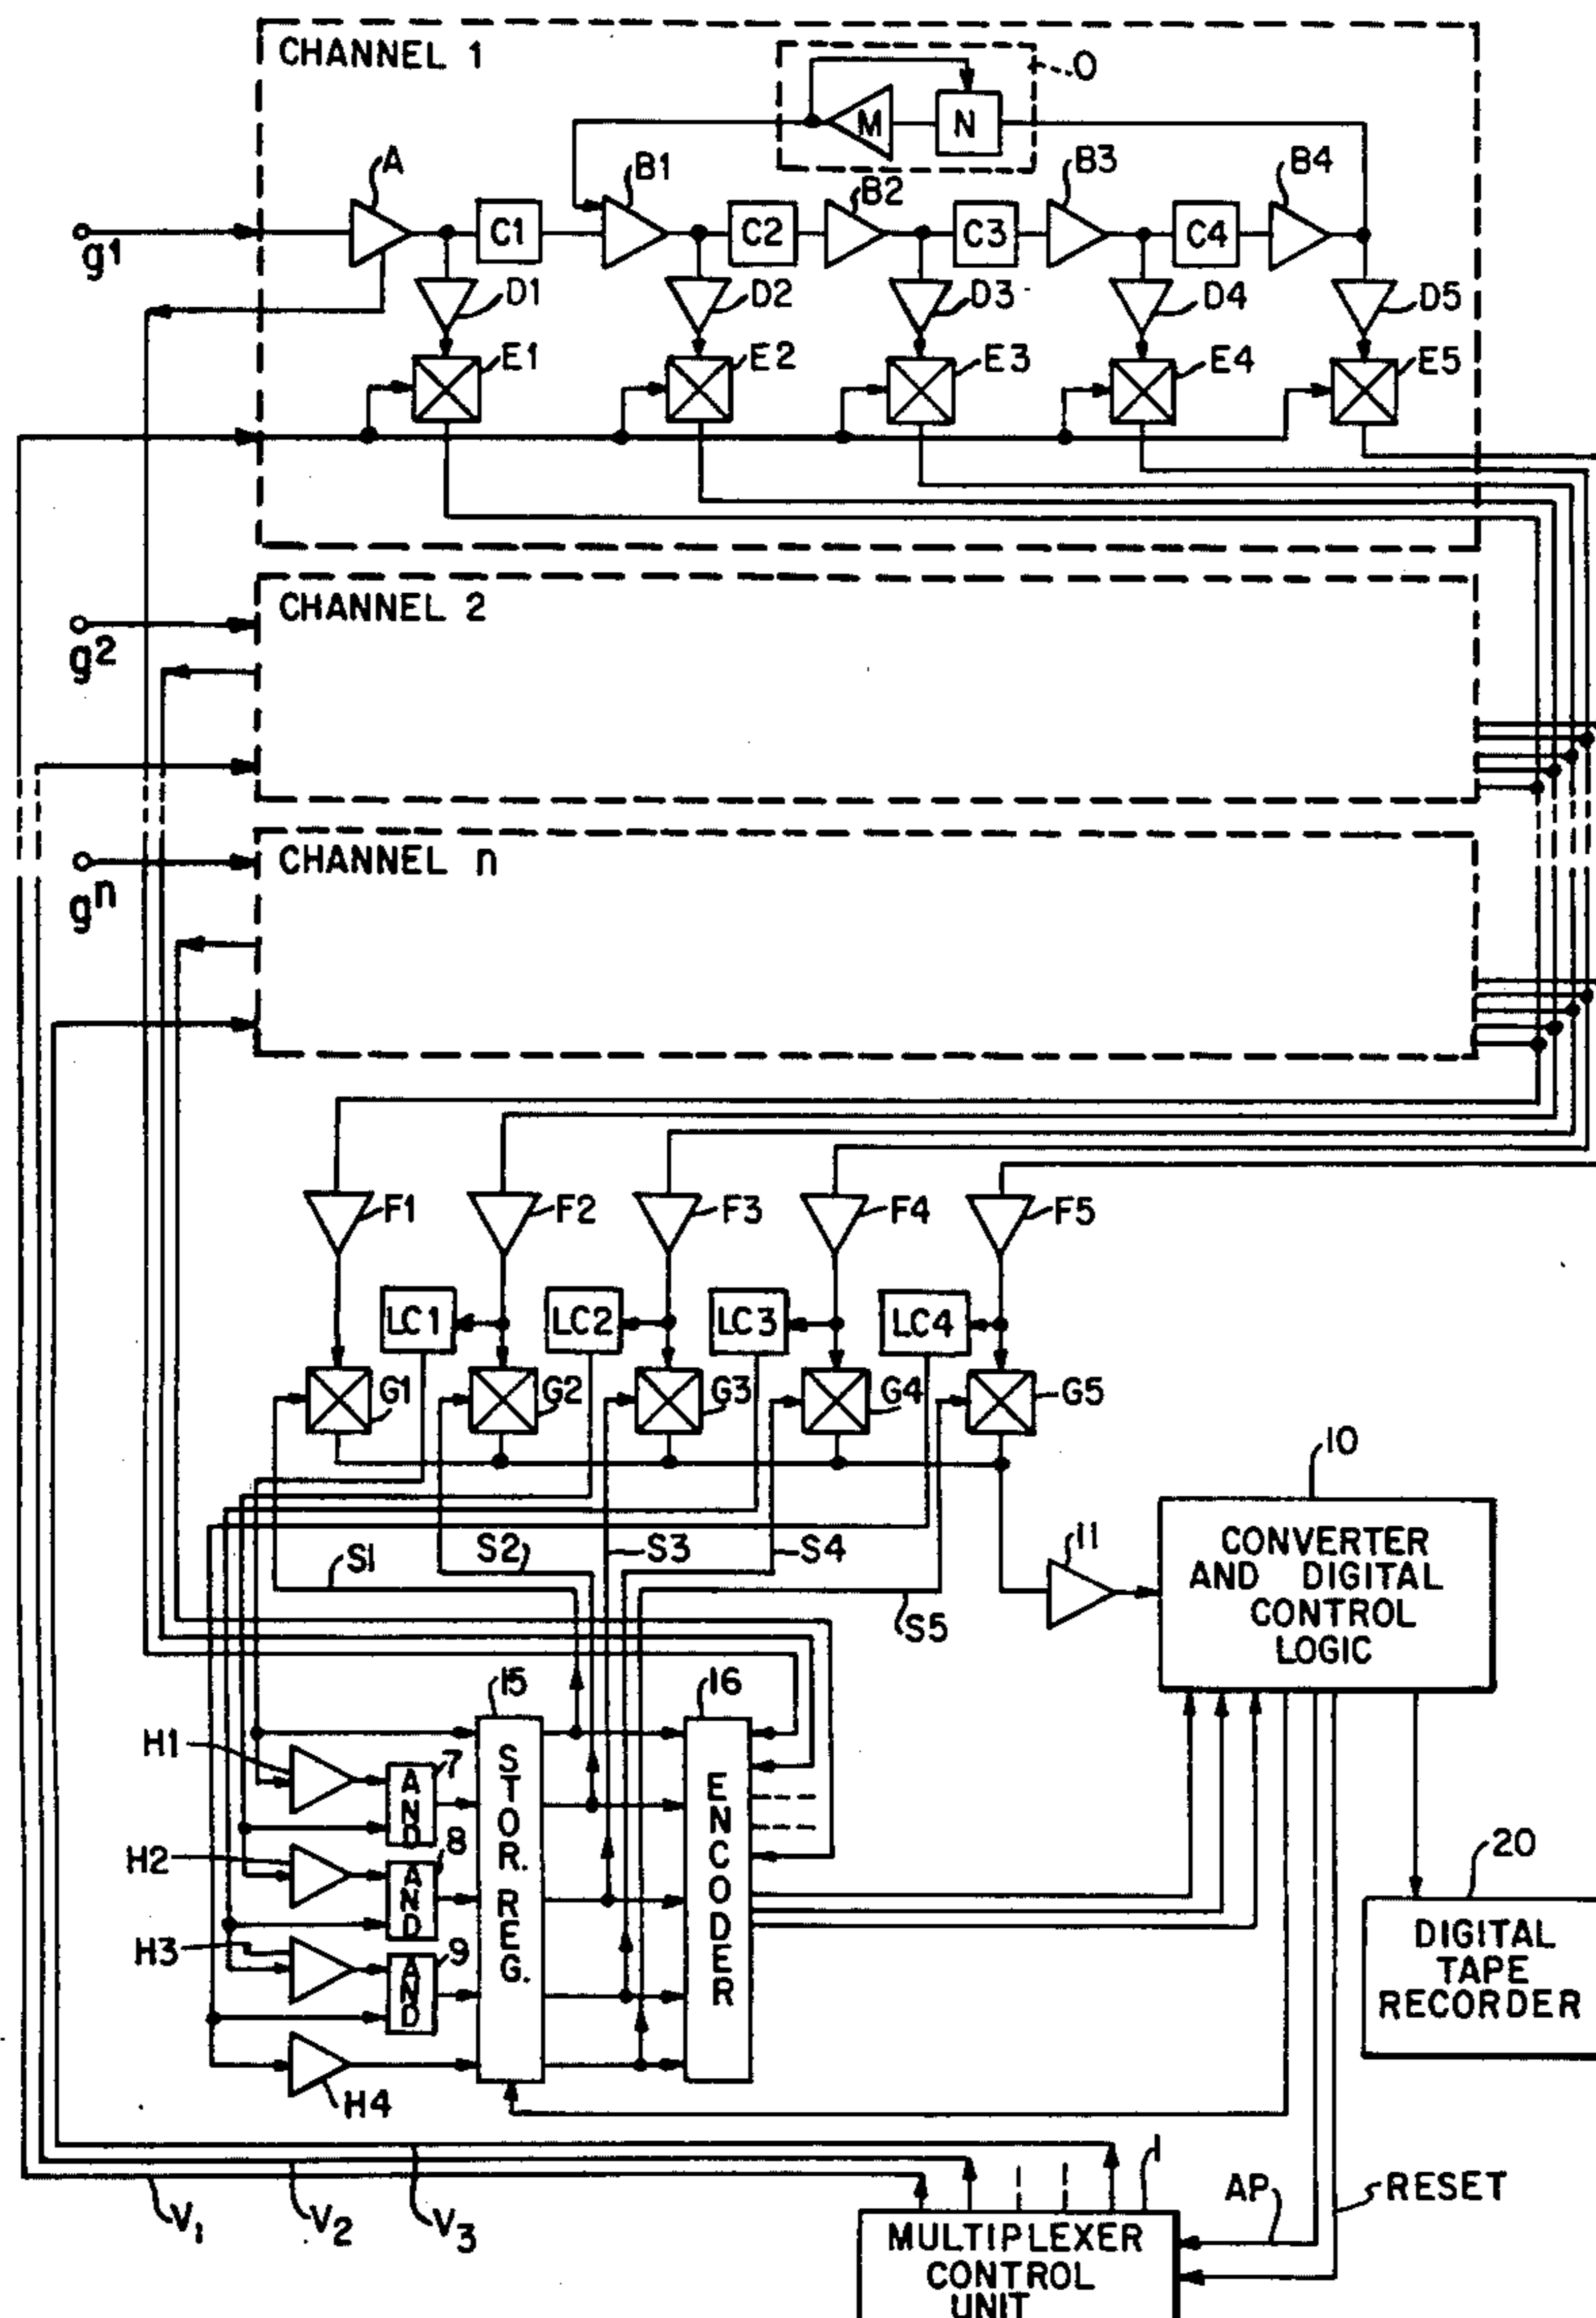 CHANNEL 1
O
M
N
A
B1
B2
B3
B4
g1
C1
C2
C3
C4
D1
D2
D3
D4
D5
E1
E2
E3
E4
E5
CHANNEL 2
g2
CHANNEL n
gn
F1
F2
F3
F4
F5
LC1
LC2
LC3
LC4
G1
G2
G3
G4
G5
10
S1
S2
S3
S4
11
CONVERTER
AND DIGITAL
CONTROL
LOGIC
S5
15
16
H1
7
AND
STOR. REG.
ENCODER
H2
8
AND
20
H3
9
AND
DIGITAL
TAPE
RECORDER
H4
1
V1
V2
V3
AP
RESET
MULTIPLEXER
CONTROL
UNIT